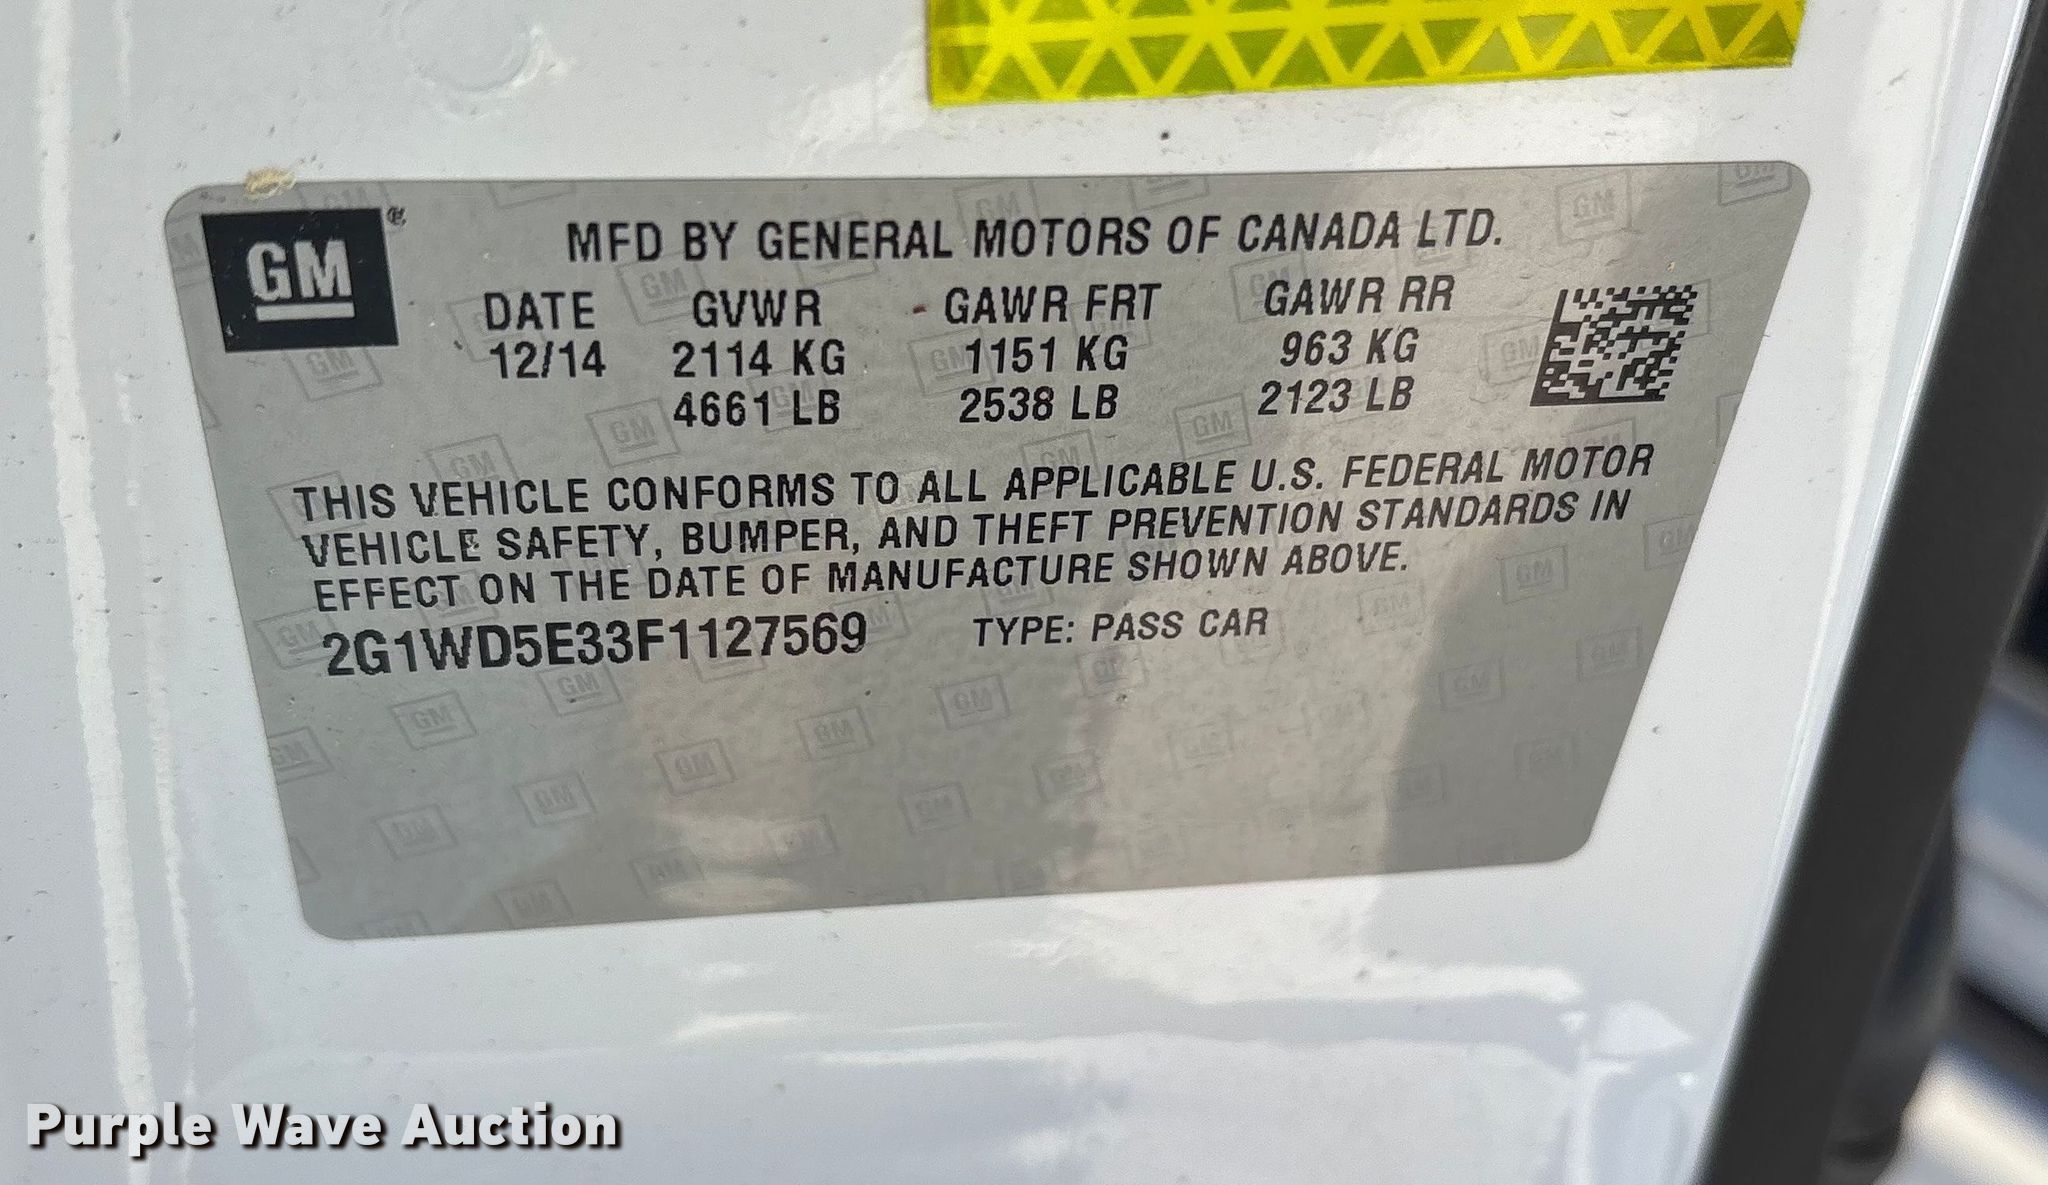 GM®
MFD BY GENERAL MOTORS OF CANADA LTD.
DATE GVWR GAWR FRT GAWR RR
12/14 2114 KG 1151 KG 963 KG
4661 LB 2538 LB 2123 LB
THIS VEHICLE CONFORMS TO ALL APPLICABLE U.S. FEDERAL MOTOR
VEHICLE SAFETY, BUMPER, AND THEFT PREVENTION STANDARDS IN
EFFECT ON THE DATE OF MANUFACTURE SHOWN ABOVE.
2G1WD5E33F1127569 TYPE: PASS CAR
Purple Wave Auction